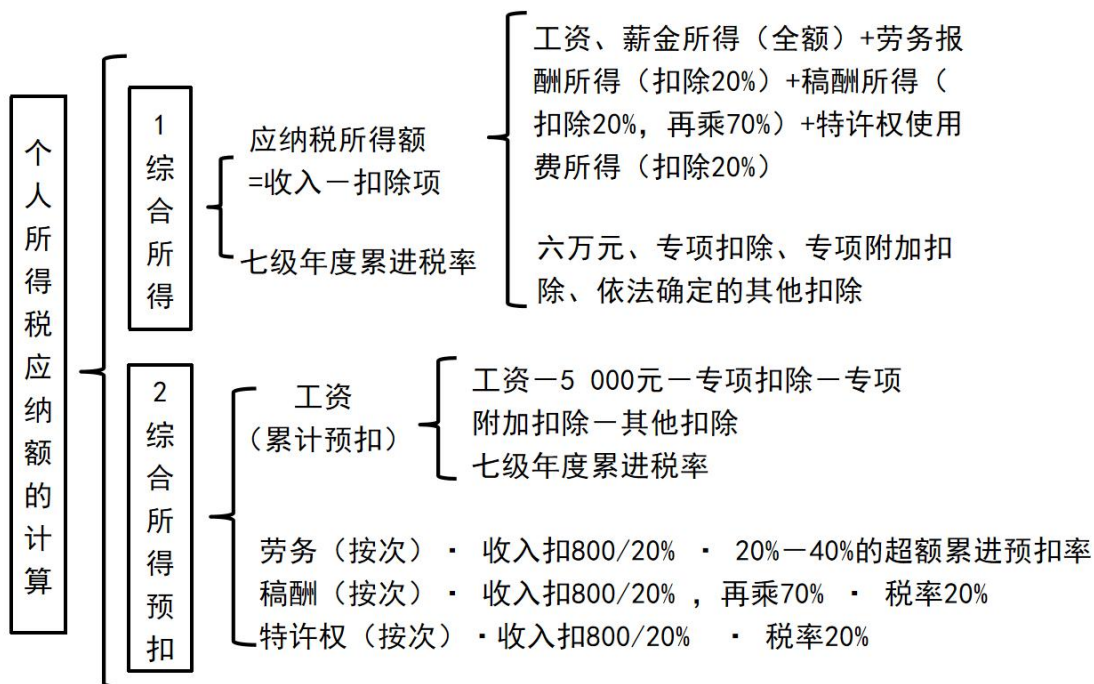 个人所得税应纳额的计算
1综合所得
应纳税所得额
=收入－扣除项
七级年度累进税率
工资、薪金所得（全额）+劳务报
酬所得（扣除20%）+稿酬所得（
扣除20%，再乘70%）+特许权使用
费所得（扣除20%）
六万元、专项扣除、专项附加扣
除、依法确定的其他扣除
2综合所得预扣
工资
（累计预扣）
工资－5 000元－专项扣除－专项
附加扣除－其他扣除
七级年度累进税率
劳务（按次）· 收入扣800/20% · 20%－40%的超额累进预扣率
稿酬（按次）· 收入扣800/20% ，再乘70% · 税率20%
特许权（按次）·收入扣800/20% · 税率20%